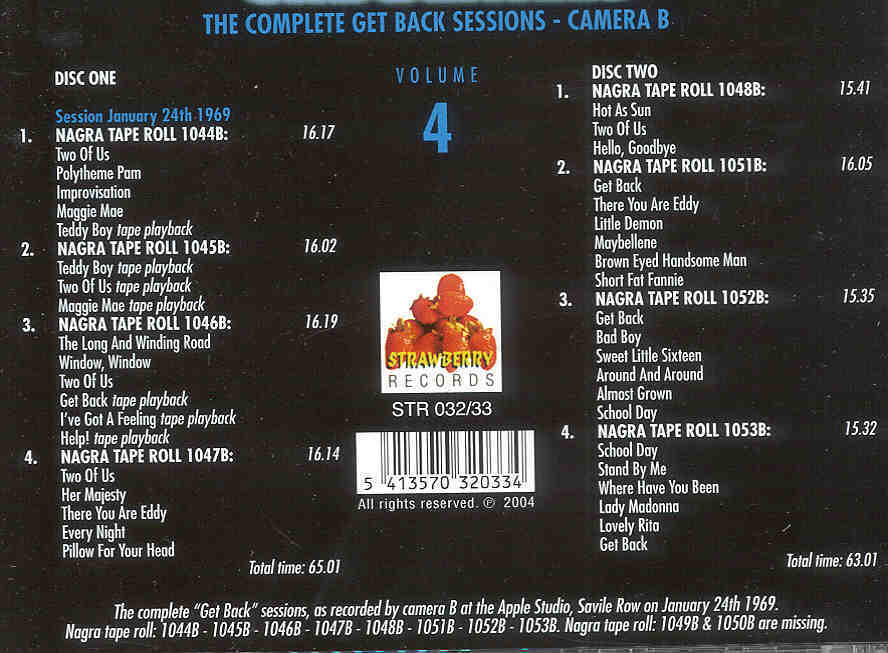 THE COMPLETE GET BACK SESSIONS - CAMERA B
VOLUME
4
DISC ONE
Session January 24th 1969
1. NAGRA TAPE ROLL 1044B: 16.17
Two Of Us
Polytheme Pam
Improvisation
Maggie Mae
Teddy Boy tape playback
2. NAGRA TAPE ROLL 1045B: 16.02
Teddy Boy tape playback
Two Of Us tape playback
Maggie Mae tape playback
3. NAGRA TAPE ROLL 1046B: 16.19
The Long And Winding Road
Window, Window
Two Of Us
Get Back tape playback
I've Got A Feeling tape playback
Help! tape playback
4. NAGRA TAPE ROLL 1047B: 16.14
Two Of Us
Her Majesty
There You Are Eddy
Every Night
Pillow For Your Head
Total time: 65.01
STRAWBERRY
RECORDS
STR 032/33
5 413570 320334
All rights reserved. ℗ 2004
DISC TWO
1. NAGRA TAPE ROLL 1048B: 15.41
Hot As Sun
Two Of Us
Hello, Goodbye
2. NAGRA TAPE ROLL 1051B: 16.05
Get Back
There You Are Eddy
Little Demon
Maybellene
Brown Eyed Handsome Man
Short Fat Fannie
3. NAGRA TAPE ROLL 1052B: 15.35
Get Back
Bad Boy
Sweet Little Sixteen
Around And Around
Almost Grown
School Day
4. NAGRA TAPE ROLL 1053B: 15.32
School Day
Stand By Me
Where Have You Been
Lady Madonna
Lovely Rita
Get Back
Total time: 63.01
The complete "Get Back" sessions, as recorded by camera B at the Apple Studio, Savile Row on January 24th 1969.
Nagra tape roll: 1044B - 1045B - 1046B - 1047B - 1048B - 1051B - 1052B - 1053B. Nagra tape roll: 1049B & 1050B are missing.